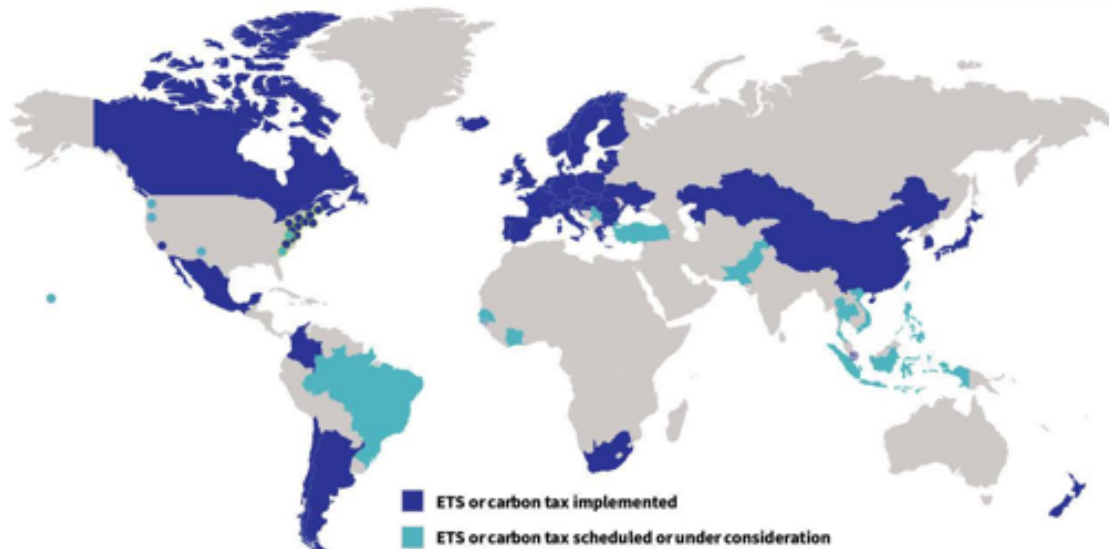 ETS or carbon tax implemented
ETS or carbon tax scheduled or under consideration